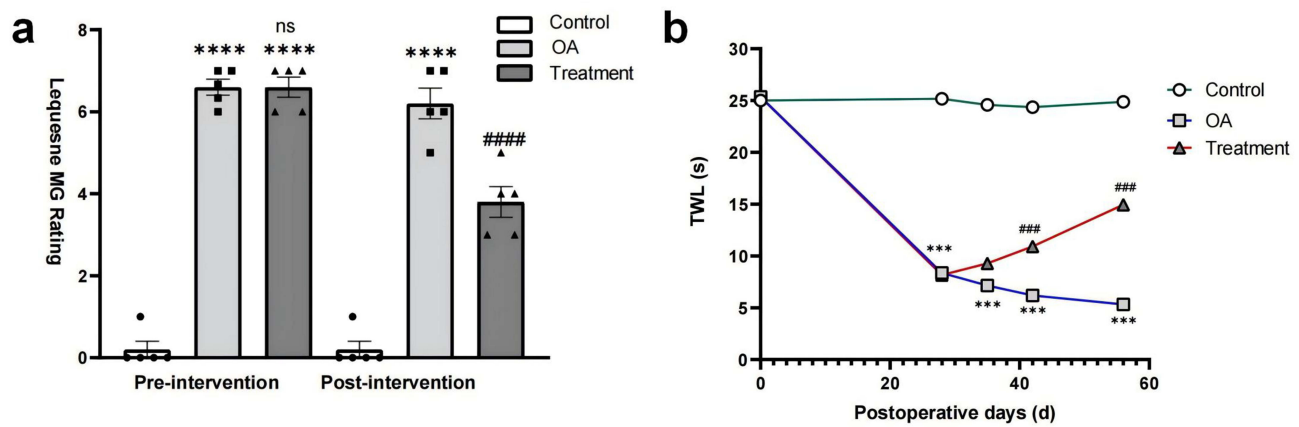 a
Lequesne MG Rating
8
6
4
2
0
****
ns
****
****
####
Control
OA
Treatment
Pre-intervention
Post-intervention
b
TWL (s)
30
25
20
15
10
5
0
***
***
***
***
###
###
0
20
40
60
Postoperative days (d)
Control
OA
Treatment